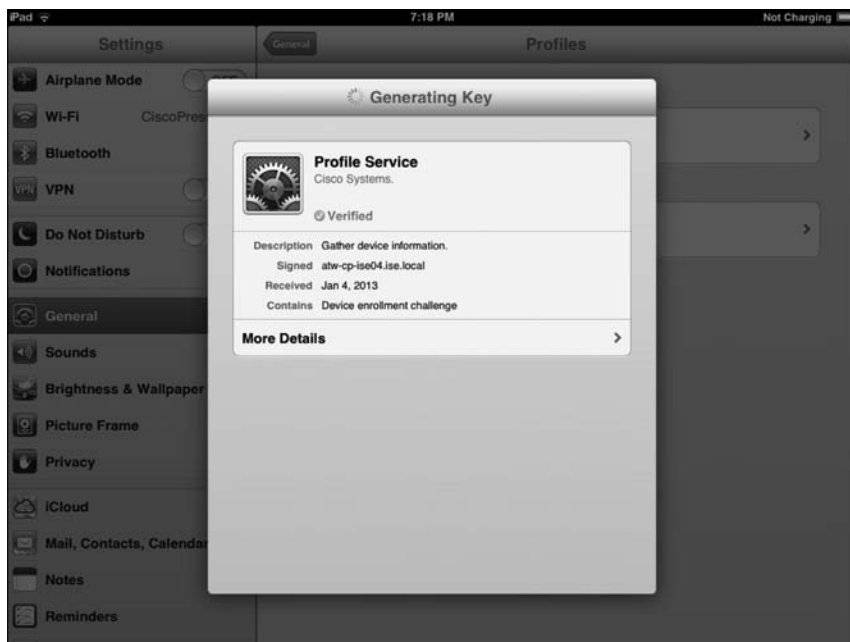 iPad 7:18 PM Not Charging
Settings General Profiles
Airplane Mode
Generating Key
Wi-Fi
Bluetooth
VPN
VPN
Do Not Disturb
Notifications
General
Sounds
Brightness & Wallpaper
Picture Frame
Privacy
iCloud
Mail, Contacts, Calendar
Notes
Reminders
Profile Service
Cisco Systems.
Verified
Description Gather device information.
Signed atw-cp-ise04.ise.local
Received Jan 4, 2013
Contains Device enrollment challenge
More Details